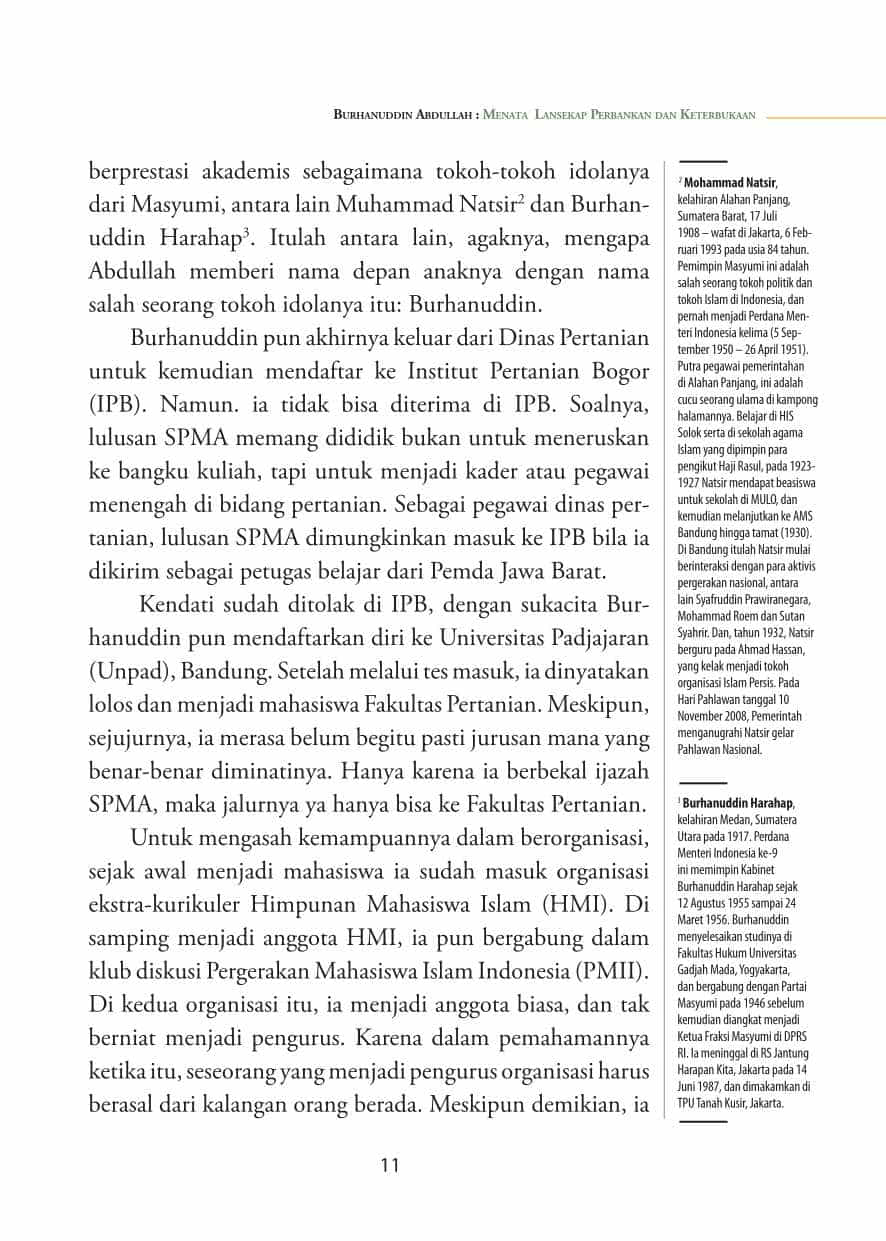 Burhanuddin Abdullah : Menata Lansekap Perbankan dan Keterbukaan
berprestasi akademis sebagaimana tokoh-tokoh idolanya
dari Masyumi, antara lain Muhammad Natsir2 dan Burhan-
uddin Harahap3. Itulah antara lain, agaknya, mengapa
Abdullah memberi nama depan anaknya dengan nama
salah seorang tokoh idolanya itu: Burhanuddin.
Burhanuddin pun akhirnya keluar dari Dinas Pertanian
untuk kemudian mendaftar ke Institut Pertanian Bogor
(IPB). Namun. ia tidak bisa diterima di IPB. Soalnya,
lulusan SPMA memang dididik bukan untuk meneruskan
ke bangku kuliah, tapi untuk menjadi kader atau pegawai
menengah di bidang pertanian. Sebagai pegawai dinas per-
tanian, lulusan SPMA dimungkinkan masuk ke IPB bila ia
dikirim sebagai petugas belajar dari Pemda Jawa Barat.
Kendati sudah ditolak di IPB, dengan sukacita Bur-
hanuddin pun mendaftarkan diri ke Universitas Padjajaran
(Unpad), Bandung. Setelah melalui tes masuk, ia dinyatakan
lolos dan menjadi mahasiswa Fakultas Pertanian. Meskipun,
sejujurnya, ia merasa belum begitu pasti jurusan mana yang
benar-benar diminatinya. Hanya karena ia berbekal ijazah
SPMA, maka jalurnya ya hanya bisa ke Fakultas Pertanian.
Untuk mengasah kemampuannya dalam berorganisasi,
sejak awal menjadi mahasiswa ia sudah masuk organisasi
ekstra-kurikuler Himpunan Mahasiswa Islam (HMI). Di
samping menjadi anggota HMI, ia pun bergabung dalam
klub diskusi Pergerakan Mahasiswa Islam Indonesia (PMII).
Di kedua organisasi itu, ia menjadi anggota biasa, dan tak
berniat menjadi pengurus. Karena dalam pemahamannya
ketika itu, seseorang yang menjadi pengurus organisasi harus
berasal dari kalangan orang berada. Meskipun demikian, ia
2 Mohammad Natsir,
kelahiran Alahan Panjang,
Sumatera Barat, 17 Juli
1908 – wafat di Jakarta, 6 Feb-
ruari 1993 pada usia 84 tahun.
Pemimpin Masyumi ini adalah
salah seorang tokoh politik dan
tokoh Islam di Indonesia, dan
pernah menjadi Perdana Men-
teri Indonesia kelima (5 Sep-
tember 1950 – 26 April 1951).
Putra pegawai pemerintahan
di Alahan Panjang, ini adalah
cucu seorang ulama di kampong
halamannya. Belajar di HIS
Solok serta di sekolah agama
Islam yang dipimpin para
pengikut Haji Rasul, pada 1923-
1927 Natsir mendapat beasiswa
untuk sekolah di MULO, dan
kemudian melanjutkan ke AMS
Bandung hingga tamat (1930).
Di Bandung itulah Natsir mulai
berinteraksi dengan para aktivis
pergerakan nasional, antara
lain Syafruddin Prawiranegara,
Mohammad Roem dan Sutan
Syahrir. Dan, tahun 1932, Natsir
berguru pada Ahmad Hassan,
yang kelak menjadi tokoh
organisasi Islam Persis. Pada
Hari Pahlawan tanggal 10
November 2008, Pemerintah
menganugrahi Natsir gelar
Pahlawan Nasional.
3 Burhanuddin Harahap,
kelahiran Medan, Sumatera
Utara pada 1917. Perdana
Menteri Indonesia ke-9
ini memimpin Kabinet
Burhanuddin Harahap sejak
12 Agustus 1955 sampai 24
Maret 1956. Burhanuddin
menyelesaikan studinya di
Fakultas Hukum Universitas
Gadjah Mada, Yogyakarta,
dan bergabung dengan Partai
Masyumi pada 1946 sebelum
kemudian diangkat menjadi
Ketua Fraksi Masyumi di DPRS
RI. Ia meninggal di RS Jantung
Harapan Kita, Jakarta pada 14
Juni 1987, dan dimakamkan di
TPU Tanah Kusir, Jakarta.
11